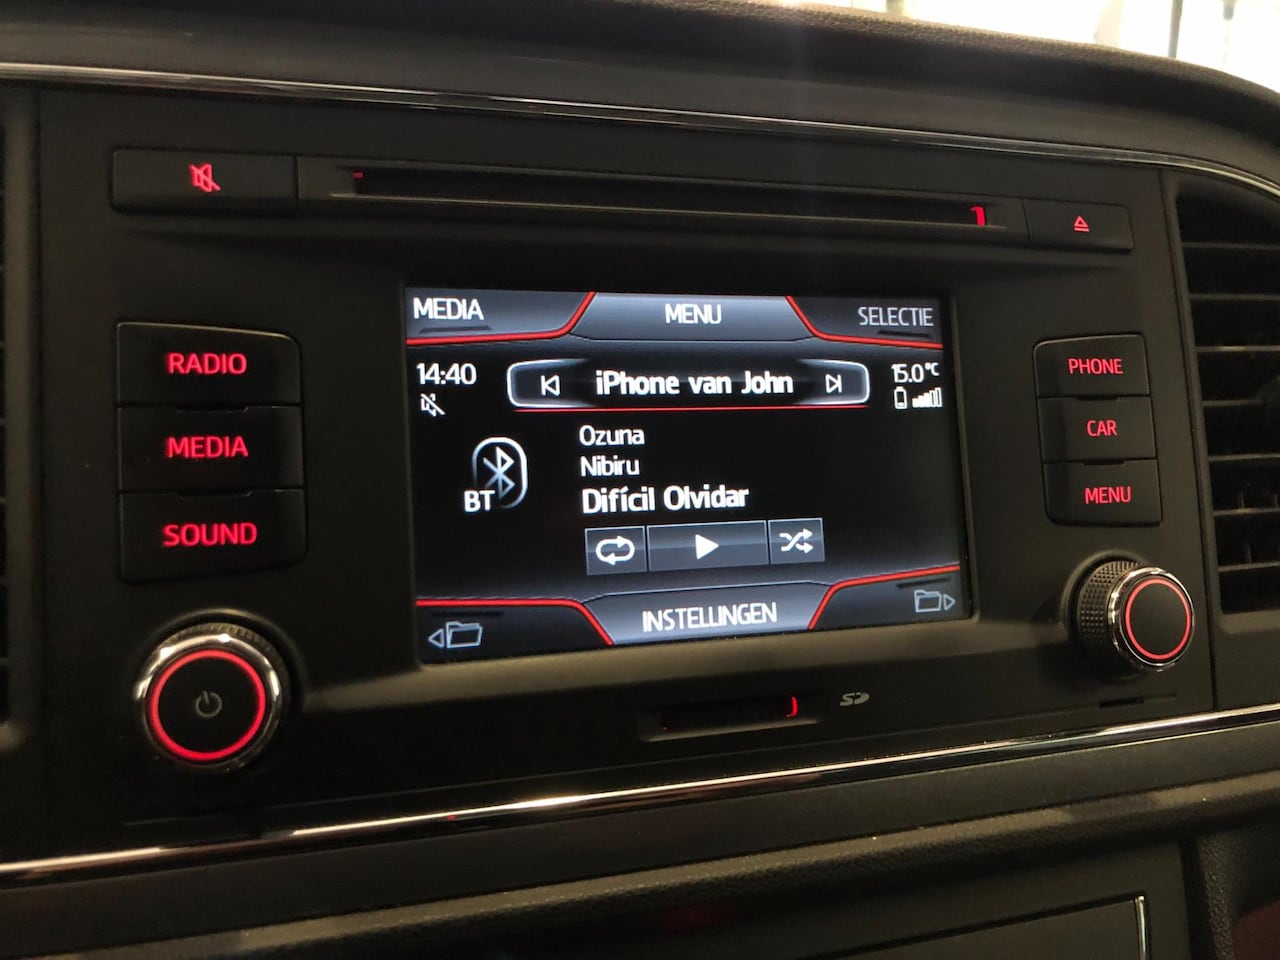 MEDIA MENU SELECTIE
14:40 iPhone van John 15.0°C
Ozuna
Nibiru
BT Difícil Olvidar
INSTELLINGEN
RADIO
MEDIA
SOUND
PHONE
CAR
MENU
SD